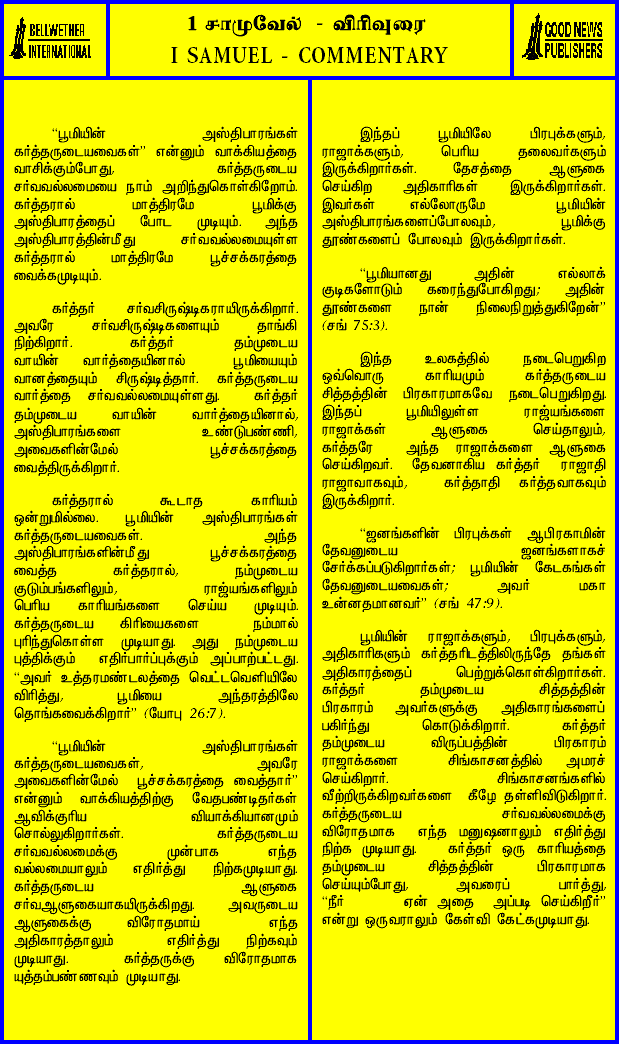 BELLWETHER
INTERNATIONAL
1 சாமுவேல் - விரிவுரை
I SAMUEL - COMMENTARY
GOOD NEWS
PUBLISHERS
“பூமியின் அஸ்திபாரங்கள்
கர்த்தருடையவைகள்” என்னும் வாக்கியத்தை
வாசிக்கும்போது, கர்த்தருடைய
சர்வவல்லமையை நாம் அறிந்துகொள்கிறோம்.
கர்த்தரால் மாத்திரமே பூமிக்கு
அஸ்திபாரத்தைப் போட முடியும். அந்த
அஸ்திபாரத்தின்மீது சர்வவல்லமையுள்ள
கர்த்தரால் மாத்திரமே பூச்சக்கரத்தை
வைக்கமுடியும்.
கர்த்தர் சர்வசிருஷ்டிகராயிருக்கிறார்.
அவரே சர்வசிருஷ்டிகளையும் தாங்கி
நிற்கிறார். கர்த்தர் தம்முடைய
வாயின் வார்த்தையினால் பூமியையும்
வானத்தையும் சிருஷ்டித்தார். கர்த்தருடைய
வார்த்தை சர்வவல்லமையுள்ளது. கர்த்தர்
தம்முடைய வாயின் வார்த்தையினால்,
அஸ்திபாரங்களை உண்டுபண்ணி,
அவைகளின்மேல் பூச்சக்கரத்தை
வைத்திருக்கிறார்.
கர்த்தரால் கூடாத காரியம்
ஒன்றுமில்லை. பூமியின் அஸ்திபாரங்கள்
கர்த்தருடையவைகள். அந்த
அஸ்திபாரங்களின்மீது பூச்சக்கரத்தை
வைத்த கர்த்தரால், நம்முடைய
குடும்பங்களிலும், ராஜ்யங்களிலும்
பெரிய காரியங்களை செய்ய முடியும்.
கர்த்தருடைய கிரியைகளை நம்மால்
புரிந்துகொள்ள முடியாது. அது நம்முடைய
புத்திக்கும் எதிர்பார்ப்புக்கும் அப்பாற்பட்டது.
“அவர் உத்தரமண்டலத்தை வெட்டவெளியிலே
விரித்து, பூமியை அந்தரத்திலே
தொங்கவைக்கிறார்” (யோபு 26:7).
“பூமியின் அஸ்திபாரங்கள்
கர்த்தருடையவைகள், அவரே
அவைகளின்மேல் பூச்சக்கரத்தை வைத்தார்”
என்னும் வாக்கியத்திற்கு வேதபண்டிதர்கள்
ஆவிக்குரிய வியாக்கியானமும்
சொல்லுகிறார்கள். கர்த்தருடைய
சர்வவல்லமைக்கு முன்பாக எந்த
வல்லமையாலும் எதிர்த்து நிற்கமுடியாது.
கர்த்தருடைய ஆளுகை
சர்வஆளுகையாகயிருக்கிறது. அவருடைய
ஆளுகைக்கு விரோதமாய் எந்த
அதிகாரத்தாலும் எதிர்த்து நிற்கவும்
முடியாது. கர்த்தருக்கு விரோதமாக
யுத்தம்பண்ணவும் முடியாது.
இந்தப் பூமியிலே பிரபுக்களும்,
ராஜாக்களும், பெரிய தலைவர்களும்
இருக்கிறார்கள். தேசத்தை ஆளுகை
செய்கிற அதிகாரிகள் இருக்கிறார்கள்.
இவர்கள் எல்லோருமே பூமியின்
அஸ்திபாரங்களைப்போலவும், பூமிக்கு
தூண்களைப் போலவும் இருக்கிறார்கள்.
“பூமியானது அதின் எல்லாக்
குடிகளோடும் கரைந்துபோகிறது; அதின்
தூண்களை நான் நிலைநிறுத்துகிறேன்”
(சங் 75:3).
இந்த உலகத்தில் நடைபெறுகிற
ஒவ்வொரு காரியமும் கர்த்தருடைய
சித்தத்தின் பிரகாரமாகவே நடைபெறுகிறது.
இந்தப் பூமியிலுள்ள ராஜ்யங்களை
ராஜாக்கள் ஆளுகை செய்தாலும்,
கர்த்தரே அந்த ராஜாக்களை ஆளுகை
செய்கிறவர். தேவனாகிய கர்த்தர் ராஜாதி
ராஜாவாகவும், கர்த்தாதி கர்த்தவாகவும்
இருக்கிறார்.
“ஜனங்களின் பிரபுக்கள் ஆபிரகாமின்
தேவனுடைய ஜனங்களாகச்
சேர்க்கப்படுகிறார்கள்; பூமியின் கேடகங்கள்
தேவனுடையவைகள்; அவர் மகா
உன்னதமானவர்” (சங் 47:9).
பூமியின் ராஜாக்களும், பிரபுக்களும்,
அதிகாரிகளும் கர்த்தரிடத்திலிருந்தே தங்கள்
அதிகாரத்தைப் பெற்றுக்கொள்கிறார்கள்.
கர்த்தர் தம்முடைய சித்தத்தின்
பிரகாரம் அவர்களுக்கு அதிகாரங்களைப்
பகிர்ந்து கொடுக்கிறார். கர்த்தர்
தம்முடைய விருப்பத்தின் பிரகாரம்
ராஜாக்களை சிங்காசனத்தில் அமரச்
செய்கிறார். சிங்காசனங்களில்
வீற்றிருக்கிறவர்களை கீழே தள்ளிவிடுகிறார்.
கர்த்தருடைய சர்வவல்லமைக்கு
விரோதமாக எந்த மனுஷனாலும் எதிர்த்து
நிற்க முடியாது. கர்த்தர் ஒரு காரியத்தை
தம்முடைய சித்தத்தின் பிரகாரமாக
செய்யும்போது, அவரைப் பார்த்து,
“நீர் ஏன் அதை அப்படி செய்கிறீர்”
என்று ஒருவராலும் கேள்வி கேட்கமுடியாது.